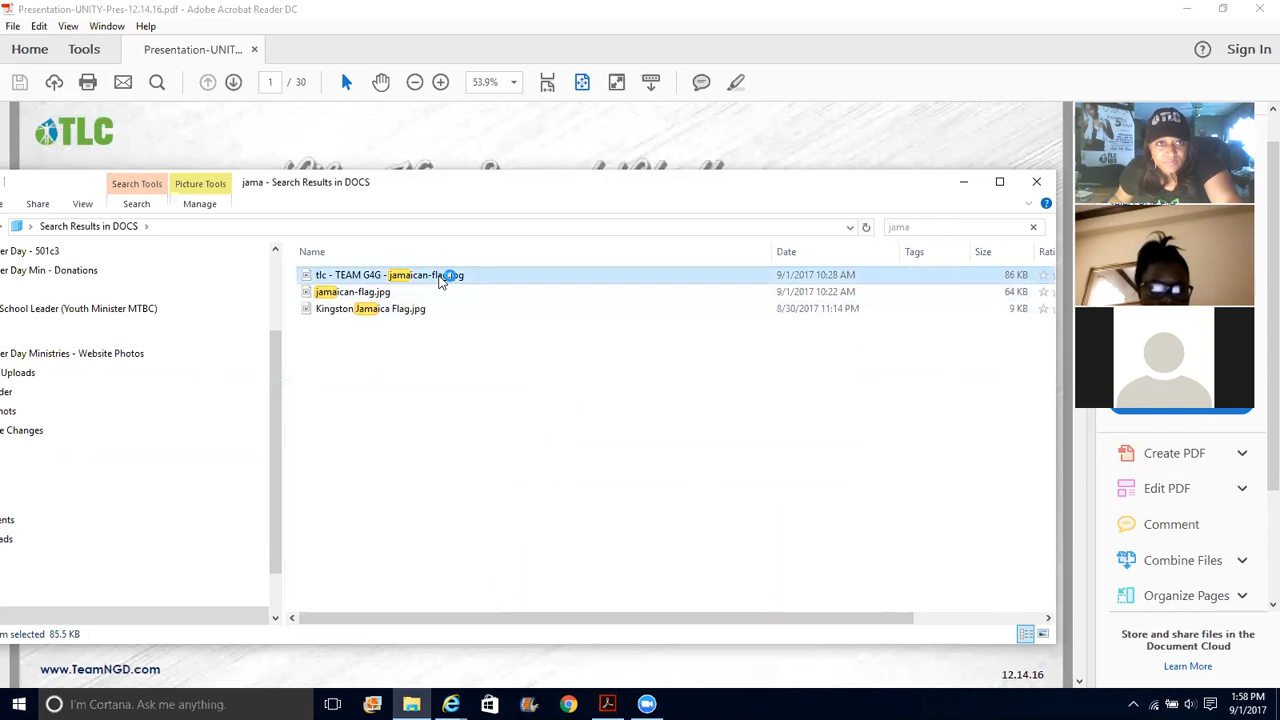 Presentation-UNITY-Pres-12.14.16.pdf - Adobe Acrobat Reader DC
File Edit View Window Help
Home Tools Presentation-UNIT... × ? Sign In
1 / 30 53.9%
TLC
Search Tools Picture Tools jama - Search Results in DOCS
Share View Search Manage
Search Results in DOCS jama
er Day - 501c3
er Day Min - Donations
School Leader (Youth Minister MTBC)
er Day Ministries - Website Photos
Uploads
der
hots
e Changes
ents
ads
Name Date Tags Size Rati
tlc - TEAM G4G - jamaican-flag.jpg 9/1/2017 10:28 AM 86 KB
jamaican-flag.jpg 9/1/2017 10:22 AM 64 KB
Kingston Jamaica Flag.jpg 8/30/2017 11:14 PM 9 KB
m selected 85.5 KB
Create PDF
Edit PDF
Comment
Combine Files
Organize Pages
Store and share files in the
Document Cloud
Learn More
www.TeamNGD.com 12.14.16
I'm Cortana. Ask me anything.
1:58 PM
9/1/2017